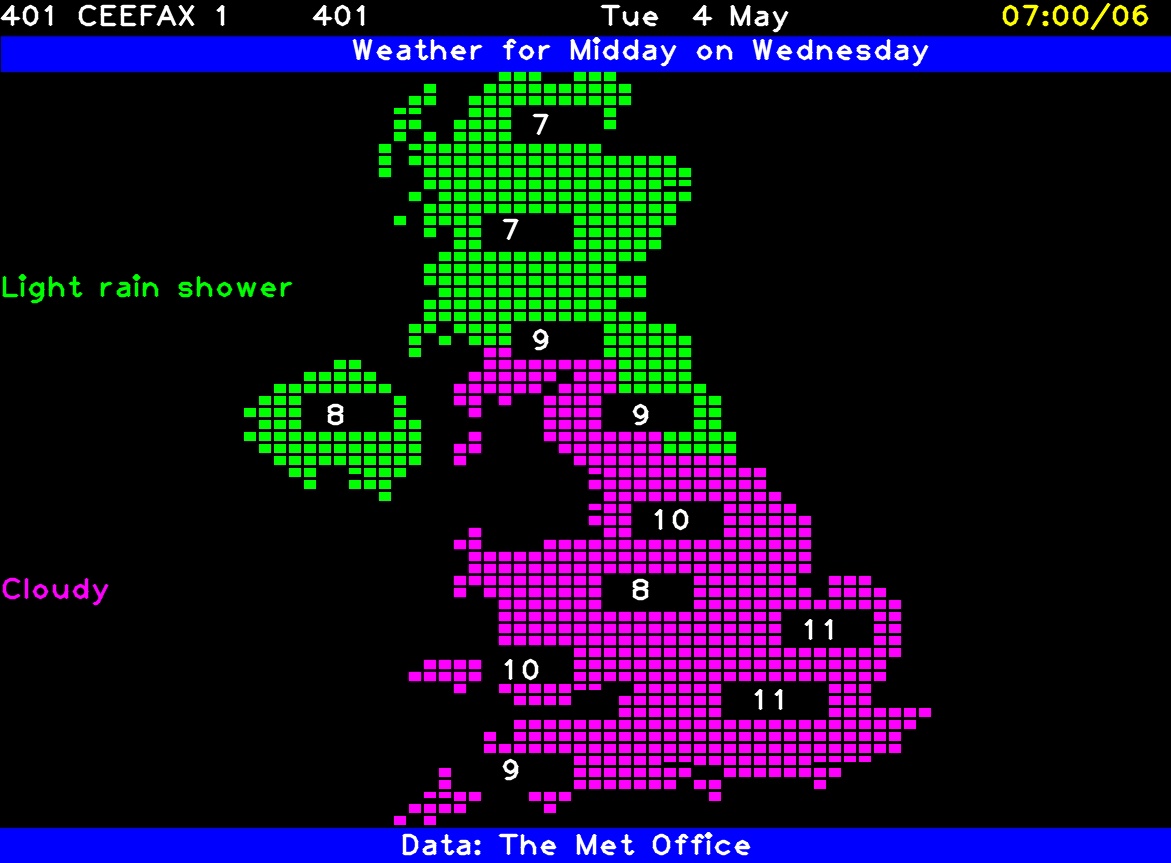 401 CEEFAX 1 401 Tue 4 May 07:00/06
Weather for Midday on Wednesday
7
7
Light rain shower
9
8 9
10
Cloudy 8
11
10
11
9
Data: The Met Office